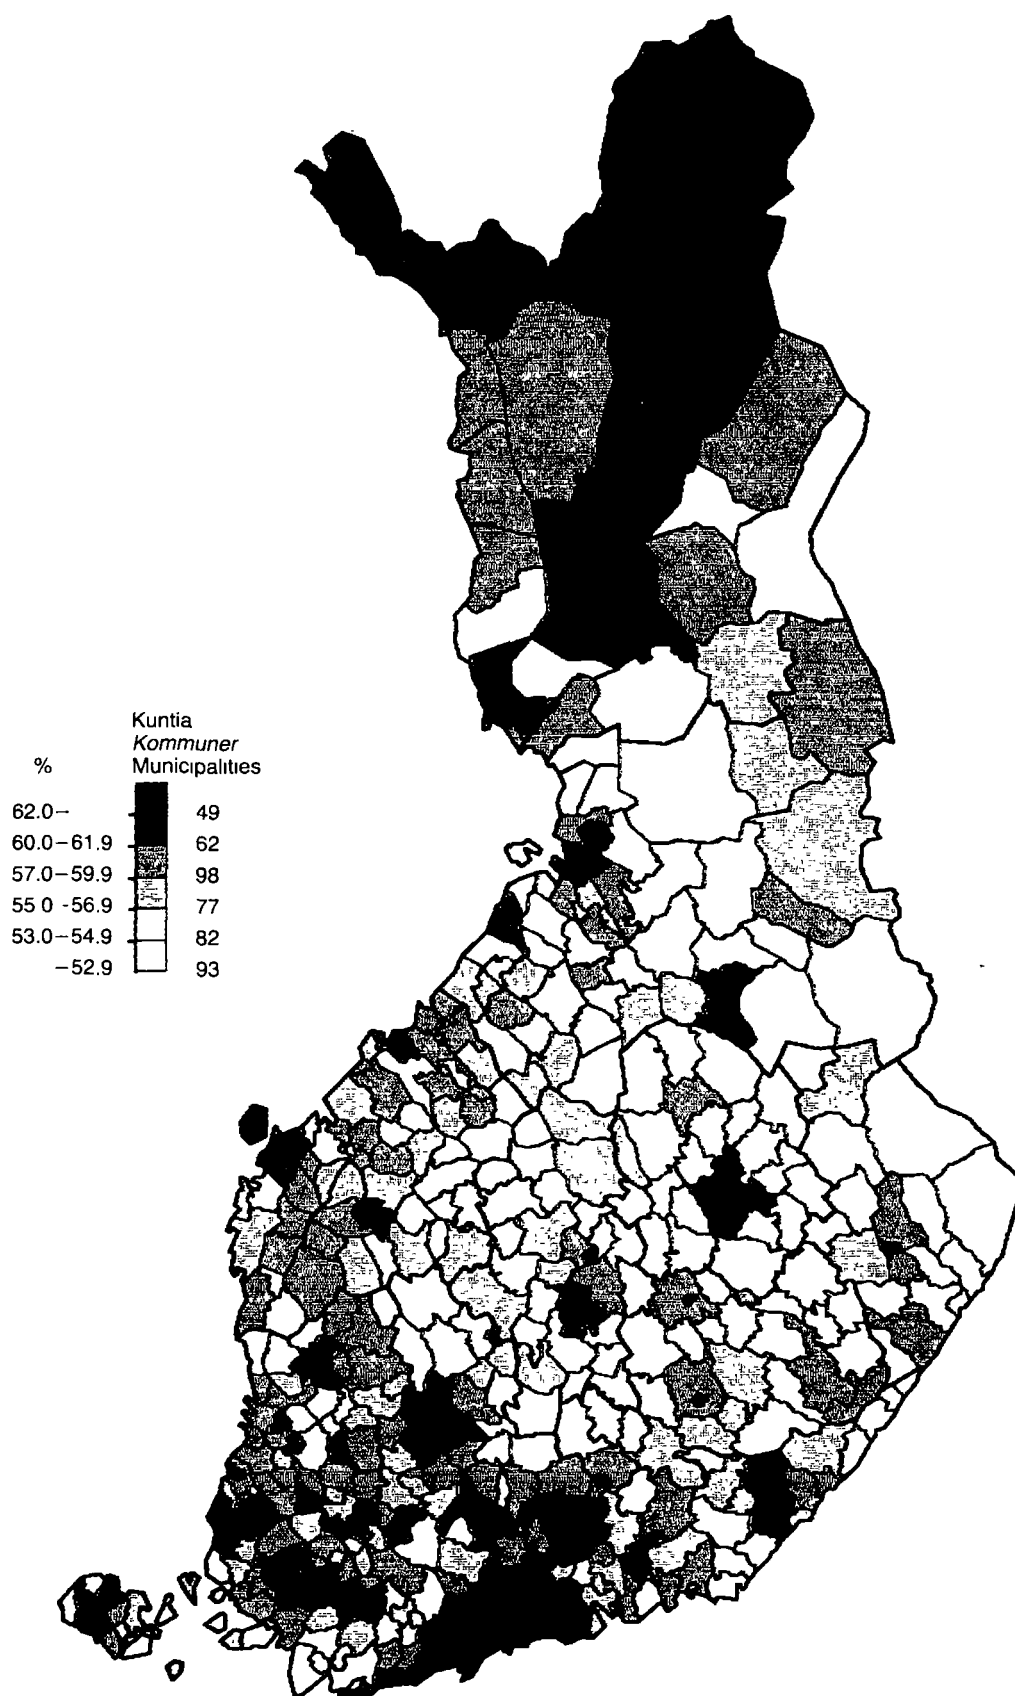 Kuntia
Kommuner
% Municipalities
62.0– 49
60.0–61.9 62
57.0–59.9 98
55 0 -56.9 77
53.0–54.9 82
–52.9 93